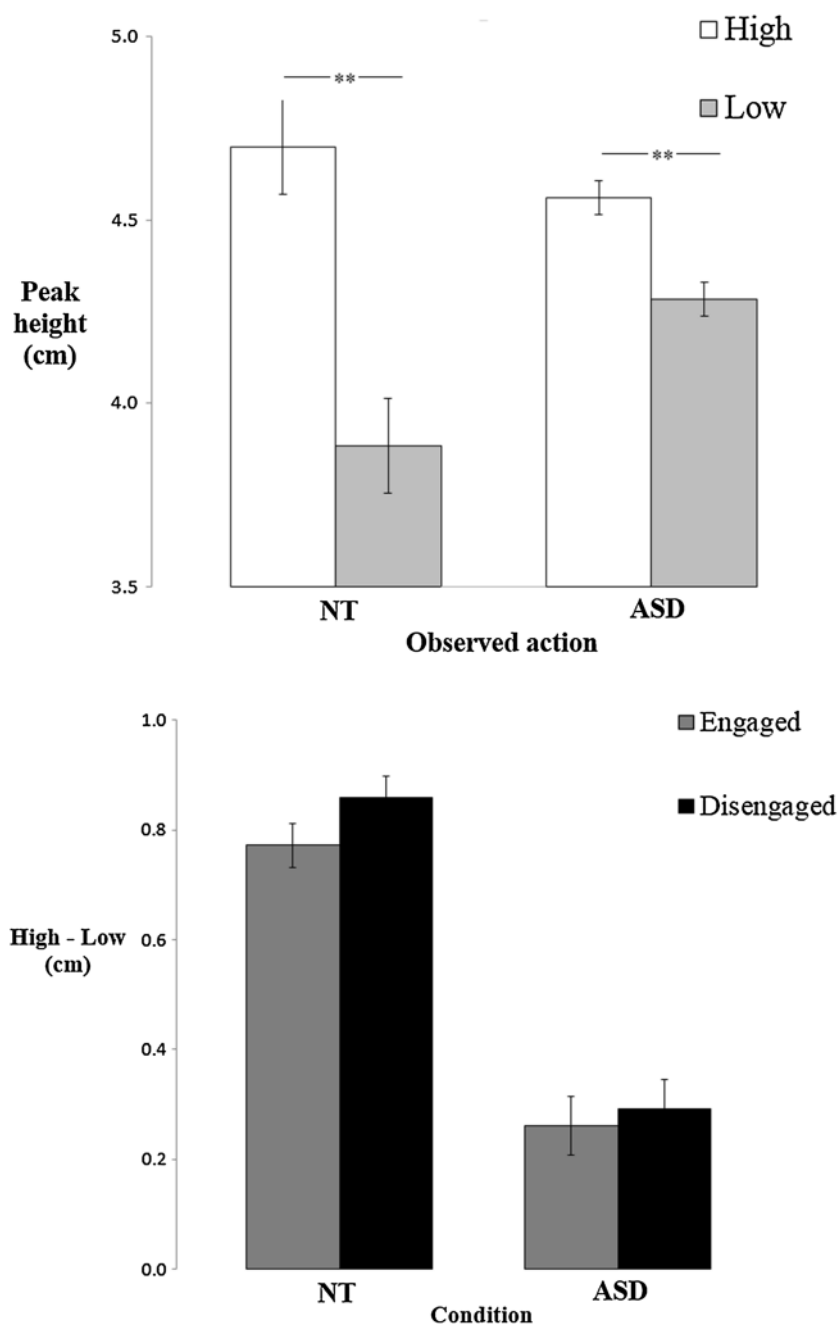 5.0
High
**
Low
**
4.5
Peak
height
(cm)
4.0
3.5
NT
ASD
Observed action
1.0
Engaged
Disengaged
0.8
0.6
High - Low
(cm)
0.4
0.2
0.0
NT
ASD
Condition